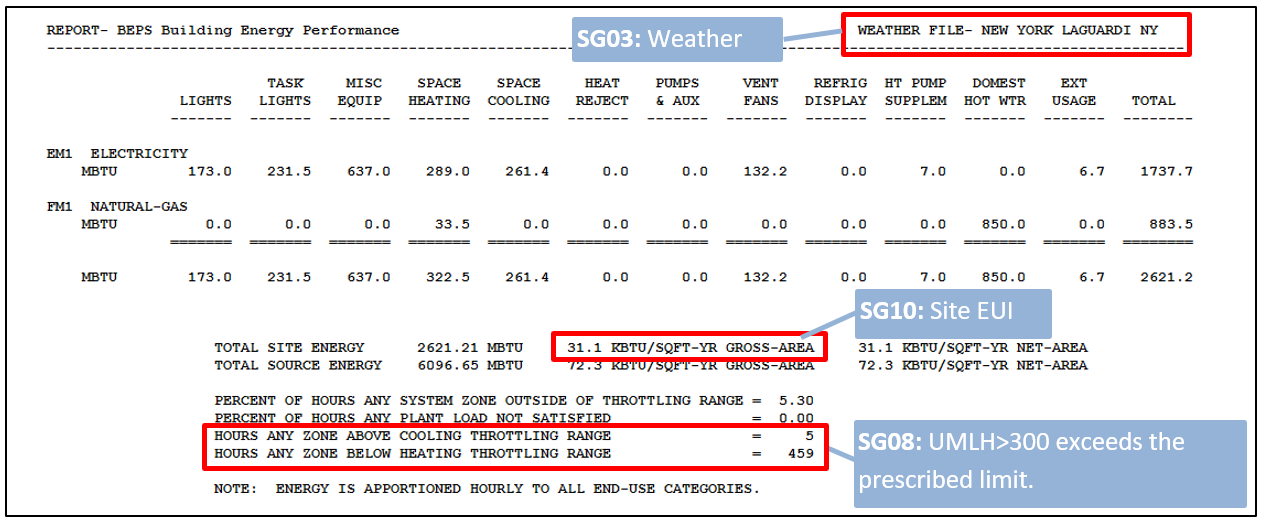 REPORT- BEPS Building Energy Performance WEATHER FILE- NEW YORK LAGUARDI NY
SG03: Weather
TASK MISC SPACE SPACE HEAT PUMPS VENT REFRIG HT PUMP DOMEST EXT
LIGHTS LIGHTS EQUIP HEATING COOLING REJECT & AUX FANS DISPLAY SUPPLEM HOT WTR USAGE TOTAL
EM1 ELECTRICITY
MBTU 173.0 231.5 637.0 289.0 261.4 0.0 0.0 132.2 0.0 7.0 0.0 6.7 1737.7
FM1 NATURAL-GAS
MBTU 0.0 0.0 0.0 33.5 0.0 0.0 0.0 0.0 0.0 0.0 850.0 0.0 883.5
MBTU 173.0 231.5 637.0 322.5 261.4 0.0 0.0 132.2 0.0 7.0 850.0 6.7 2621.2
SG10: Site EUI
TOTAL SITE ENERGY 2621.21 MBTU 31.1 KBTU/SQFT-YR GROSS-AREA 31.1 KBTU/SQFT-YR NET-AREA
TOTAL SOURCE ENERGY 6096.65 MBTU 72.3 KBTU/SQFT-YR GROSS-AREA 72.3 KBTU/SQFT-YR NET-AREA
PERCENT OF HOURS ANY SYSTEM ZONE OUTSIDE OF THROTTLING RANGE = 5.30
PERCENT OF HOURS ANY PLANT LOAD NOT SATISFIED = 0.00
HOURS ANY ZONE ABOVE COOLING THROTTLING RANGE = 5
HOURS ANY ZONE BELOW HEATING THROTTLING RANGE = 459
SG08: UMLH>300 exceeds the
prescribed limit.
NOTE: ENERGY IS APPORTIONED HOURLY TO ALL END-USE CATEGORIES.